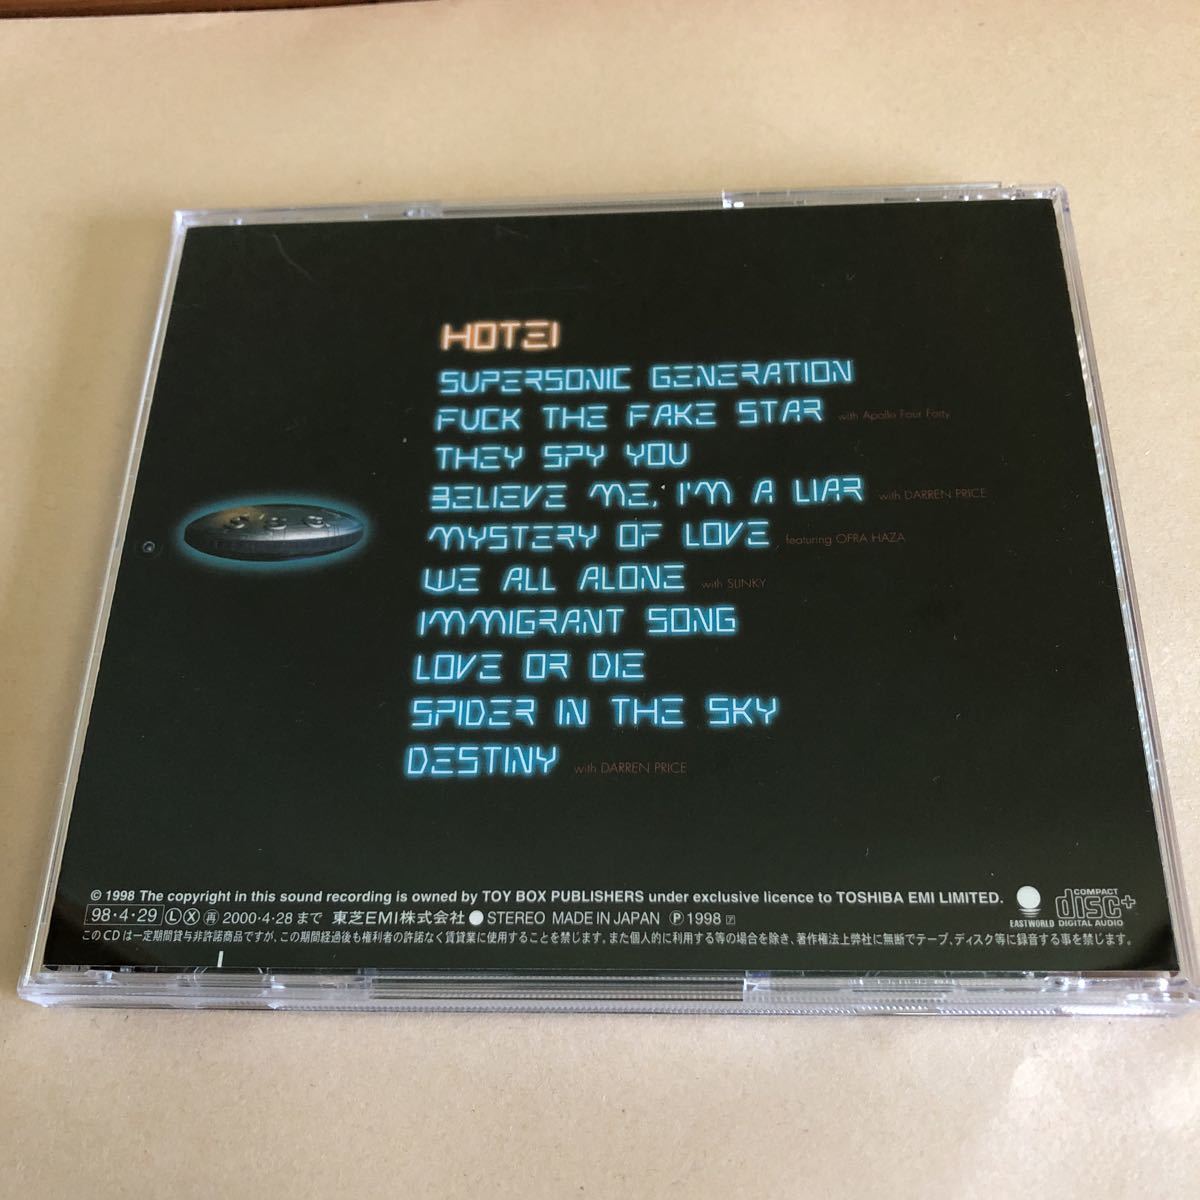 HOTEI
SUPERSONIC GENERATION
FUCK THE FAKE STAR with Apollo Four Forty
THEY SPY YOU
BELIEVE ME, I'M A LIAR with DARREN PRICE
MYSTERY OF LOVE featuring OFRA HAZA
WE ALL ALONE with SLINKY
IMMIGRANT SONG
LOVE OR DIE
SPIDER IN THE SKY
DESTINY with DARREN PRICE
© 1998 The copyright in this sound recording is owned by TOY BOX PUBLISHERS under exclusive licence to TOSHIBA EMI LIMITED.
98・4・29 Ⓛ Ⓧ 再 2000・4・28 まで 東芝EMI株式会社 ● STEREO MADE IN JAPAN Ⓟ 1998 ア
このCDは一定期間貸与非許諾商品ですが、この期間経過後も権利者の許諾なく賃貸業に使用することを禁じます。また個人的に利用する等の場合を除き、著作権法上弊社に無断でテープ、ディスク等に録音する事を禁じます。
EASTWORLD
COMPACT
disc+
DIGITAL AUDIO